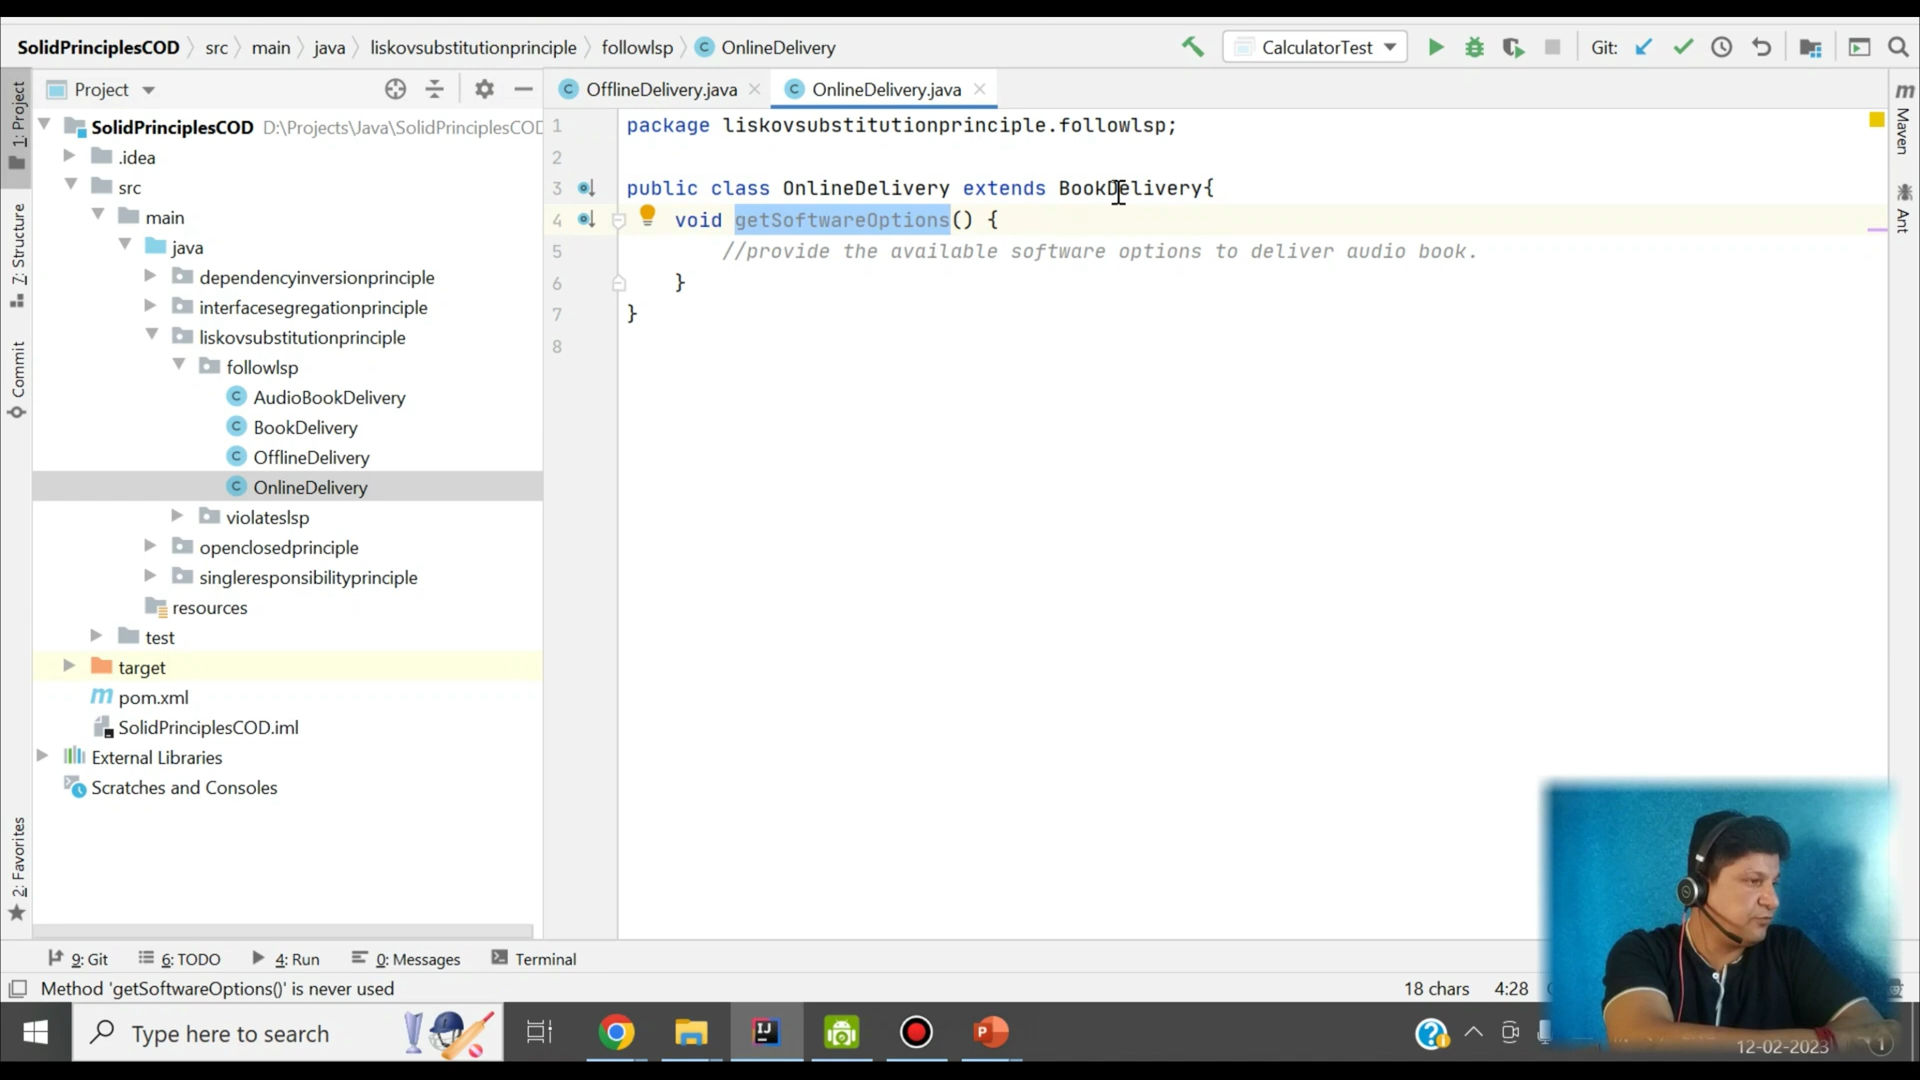 SolidPrinciplesCOD 〉 src 〉 main 〉 java 〉 liskovsubstitutionprinciple 〉 followlsp 〉 OnlineDelivery
CalculatorTest
Git:
1: Project
7: Structure
Commit
2: Favorites
Project
SolidPrinciplesCOD D:\Projects\Java\SolidPrinciplesCOD
.idea
src
main
java
dependencyinversionprinciple
interfacesegregationprinciple
liskovsubstitutionprinciple
followlsp
AudioBookDelivery
BookDelivery
OfflineDelivery
OnlineDelivery
violateslsp
openclosedprinciple
singleresponsibilityprinciple
resources
test
target
pom.xml
SolidPrinciplesCOD.iml
External Libraries
Scratches and Consoles
OfflineDelivery.java OnlineDelivery.java
1 package liskovsubstitutionprinciple.followlsp;
2
3 public class OnlineDelivery extends BookDelivery{
4 void getSoftwareOptions() {
5 //provide the available software options to deliver audio book.
6 }
7 }
8
Maven
Ant
9: Git 6: TODO 4: Run 0: Messages Terminal
Method 'getSoftwareOptions()' is never used
18 chars 4:28
Type here to search
12-02-2023